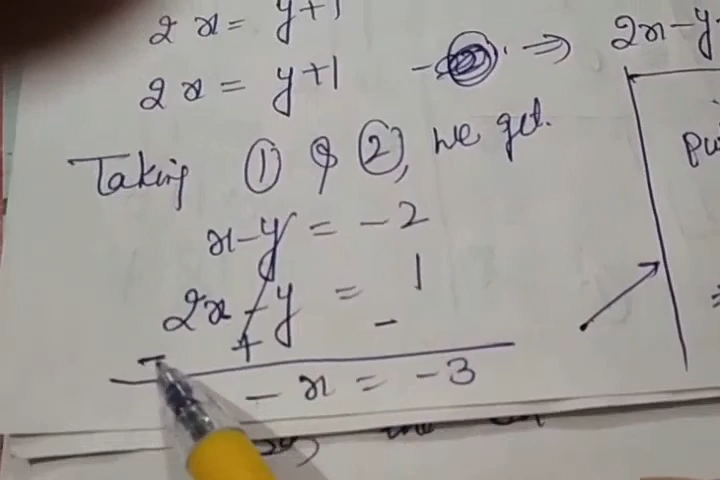 2x = y+1
2x = y+1 ⇒ 2x-y
Taking ① & ②, we get.
x-y = -2
2x-y = 1
- + -
-x = -3